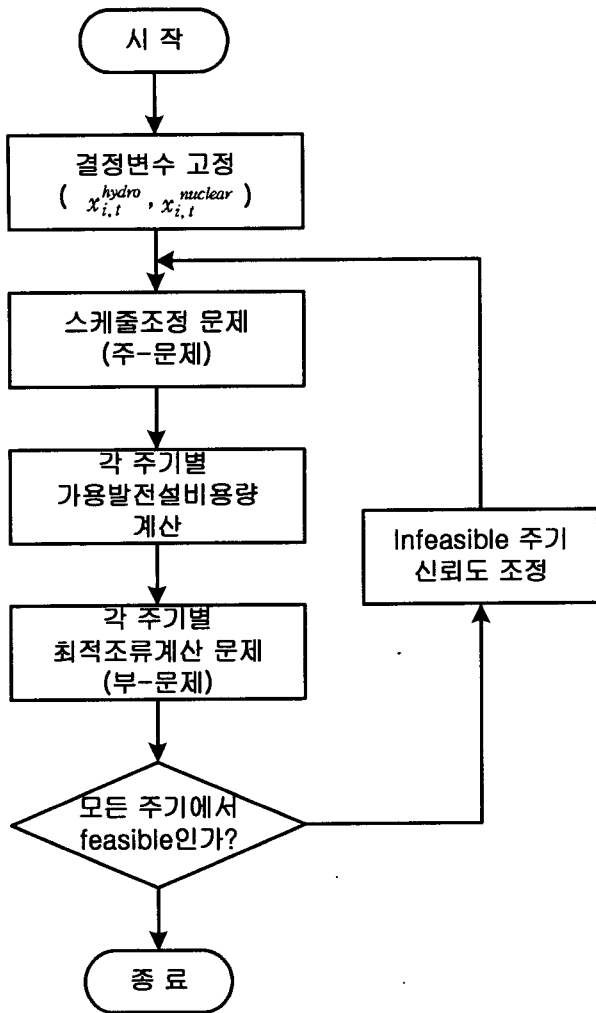 시 작
결정변수 고정
( x_{i,t}^{hydro}, x_{i,t}^{nuclear} )
스케줄조정 문제
(주-문제)
각 주기별
가용발전설비용량
계산
Infeasible 주기
신뢰도 조정
각 주기별
최적조류계산 문제
(부-문제)
모든 주기에서
feasible인가?
종 료